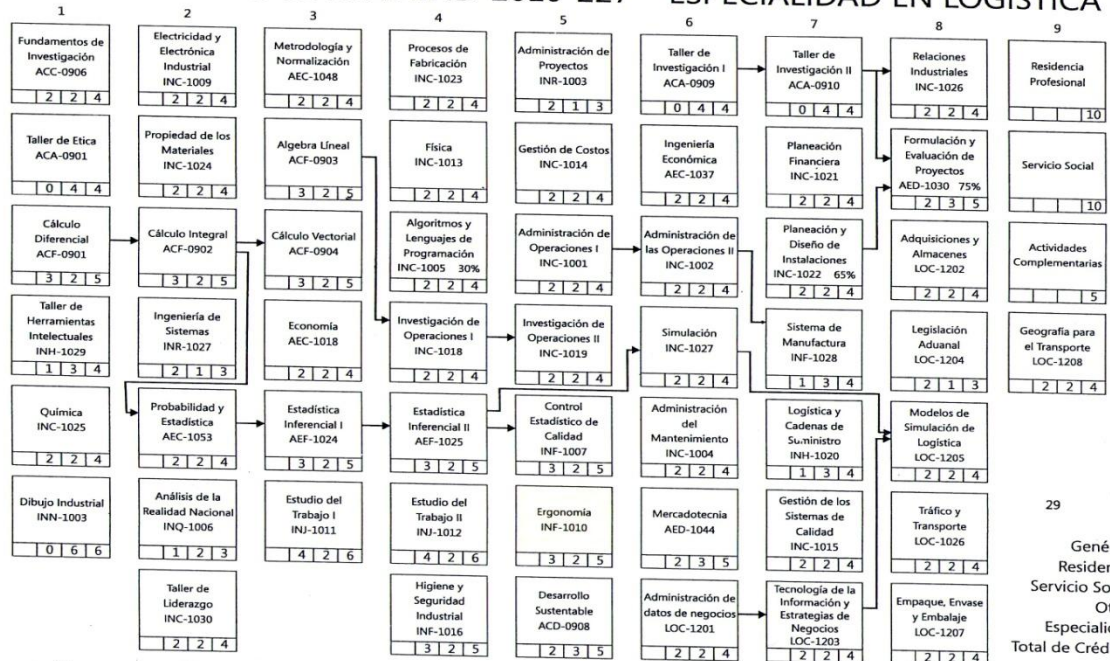 2010-227 ESPECIALIDAD EN LOGISTICA
1
Fundamentos de
Investigación
ACC-0906
2 2 4
Taller de Etica
ACA-0901
0 4 4
Cálculo
Diferencial
ACF-0901
3 2 5
Taller de
Herramientas
Intelectuales
INH-1029
1 3 4
Química
INC-1025
2 2 4
Dibujo Industrial
INN-1003
0 6 6
2
Electricidad y
Electrónica
Industrial
INC-1009
2 2 4
Propiedad de los
Materiales
INC-1024
2 2 4
Cálculo Integral
ACF-0902
3 2 5
Ingeniería de
Sistemas
INR-1027
2 1 3
Probabilidad y
Estadística
AEC-1053
2 2 4
Análisis de la
Realidad Nacional
INQ-1006
1 2 3
Taller de
Liderazgo
INC-1030
2 2 4
3
Metrodología y
Normalización
AEC-1048
2 2 4
Algebra Líneal
ACF-0903
3 2 5
Cálculo Vectorial
ACF-0904
3 2 5
Economía
AEC-1018
2 2 4
Estadística
Inferencial I
AEF-1024
3 2 5
Estudio del
Trabajo I
INJ-1011
4 2 6
4
Procesos de
Fabricación
INC-1023
2 2 4
Física
INC-1013
2 2 4
Algoritmos y
Lenguajes de
Programación
INC-1005 30%
2 2 4
Investigación de
Operaciones I
INC-1018
2 2 4
Estadística
Inferencial II
AEF-1025
3 2 5
Estudio del
Trabajo II
INJ-1012
4 2 6
Higiene y
Seguridad
Industrial
INF-1016
3 2 5
5
Administración de
Proyectos
INR-1003
2 1 3
Gestión de Costos
INC-1014
2 2 4
Administración de
Operaciones I
INC-1001
2 2 4
Investigación de
Operaciones II
INC-1019
2 2 4
Control
Estadístico de
Calidad
INF-1007
3 2 5
Ergonomía
INF-1010
3 2 5
Desarrollo
Sustentable
ACD-0908
2 3 5
6
Taller de
Investigación I
ACA-0909
0 4 4
Ingeniería
Económica
AEC-1037
2 2 4
Administración de
las Operaciones II
INC-1002
2 2 4
Simulación
INC-1027
2 2 4
Administración
del
Mantenimiento
INC-1004
2 2 4
Mercadotecnia
AED-1044
2 3 5
Administración de
datos de negocios
LOC-1201
2 2 4
7
Taller de
Investigación II
ACA-0910
0 4 4
Planeación
Financiera
INC-1021
2 2 4
Planeación y
Diseño de
Instalaciones
INC-1022 65%
2 2 4
Sistema de
Manufactura
INF-1028
1 3 4
Logística y
Cadenas de
Suministro
INH-1020
1 3 4
Gestión de los
Sistemas de
Calidad
INC-1015
2 2 4
Tecnología de la
Información y
Estrategias de
Negocios
LOC-1203
2 2 4
8
Relaciones
Industriales
INC-1026
2 2 4
Formulación y
Evaluación de
Proyectos
AED-1030 75%
2 3 5
Adquisiciones y
Almacenes
LOC-1202
2 2 4
Legislación
Aduanal
LOC-1204
2 1 3
Modelos de
Simulación de
Logística
LOC-1205
2 2 4
Tráfico y
Transporte
LOC-1026
2 2 4
Empaque, Envase
y Embalaje
LOC-1207
2 2 4
9
Residencia
Profesional
10
Servicio Social
10
Actividades
Complementarias
5
Geografía para
el Transporte
LOC-1208
2 2 4
29
Gené
Residen
Servicio So
Ot
Especialid
Total de Créd